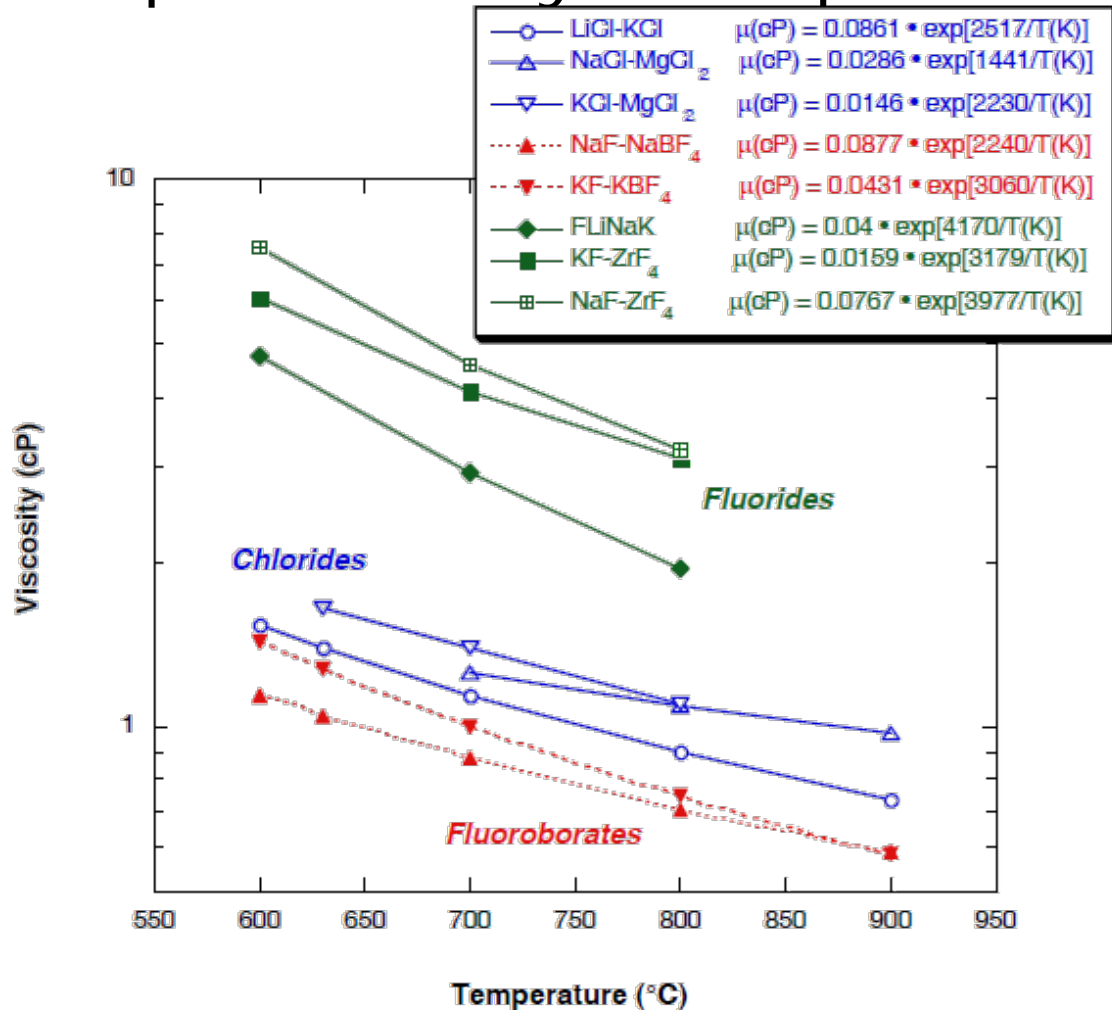 LiCl-KCl μ(cP) = 0.0861 • exp[2517/T(K)]
NaCl-MgCl2 μ(cP) = 0.0286 • exp[1441/T(K)]
KCl-MgCl2 μ(cP) = 0.0146 • exp[2230/T(K)]
NaF-NaBF4 μ(cP) = 0.0877 • exp[2240/T(K)]
KF-KBF4 μ(cP) = 0.0431 • exp[3060/T(K)]
FLiNaK μ(cP) = 0.04 • exp[4170/T(K)]
KF-ZrF4 μ(cP) = 0.0159 • exp[3179/T(K)]
NaF-ZrF4 μ(cP) = 0.0767 • exp[3977/T(K)]
10
Viscosity (cP)
Fluorides
Chlorides
1
Fluoroborates
550 600 650 700 750 800 850 900 950
Temperature (°C)